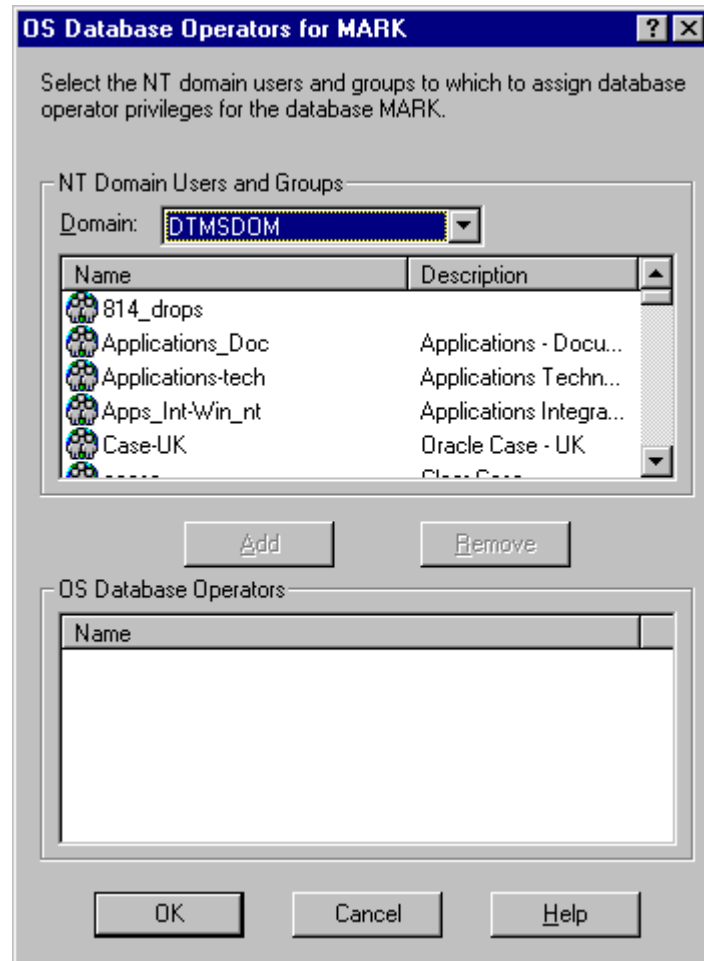 OS Database Operators for MARK
Select the NT domain users and groups to which to assign database
operator privileges for the database MARK.
NT Domain Users and Groups
Domain: DTMSDOM
Name Description
814_drops
Applications_Doc Applications - Docu...
Applications-tech Applications Techn...
Apps_Int-Win_nt Applications Integra...
Case-UK Oracle Case - UK
Add Remove
OS Database Operators
Name
OK Cancel Help